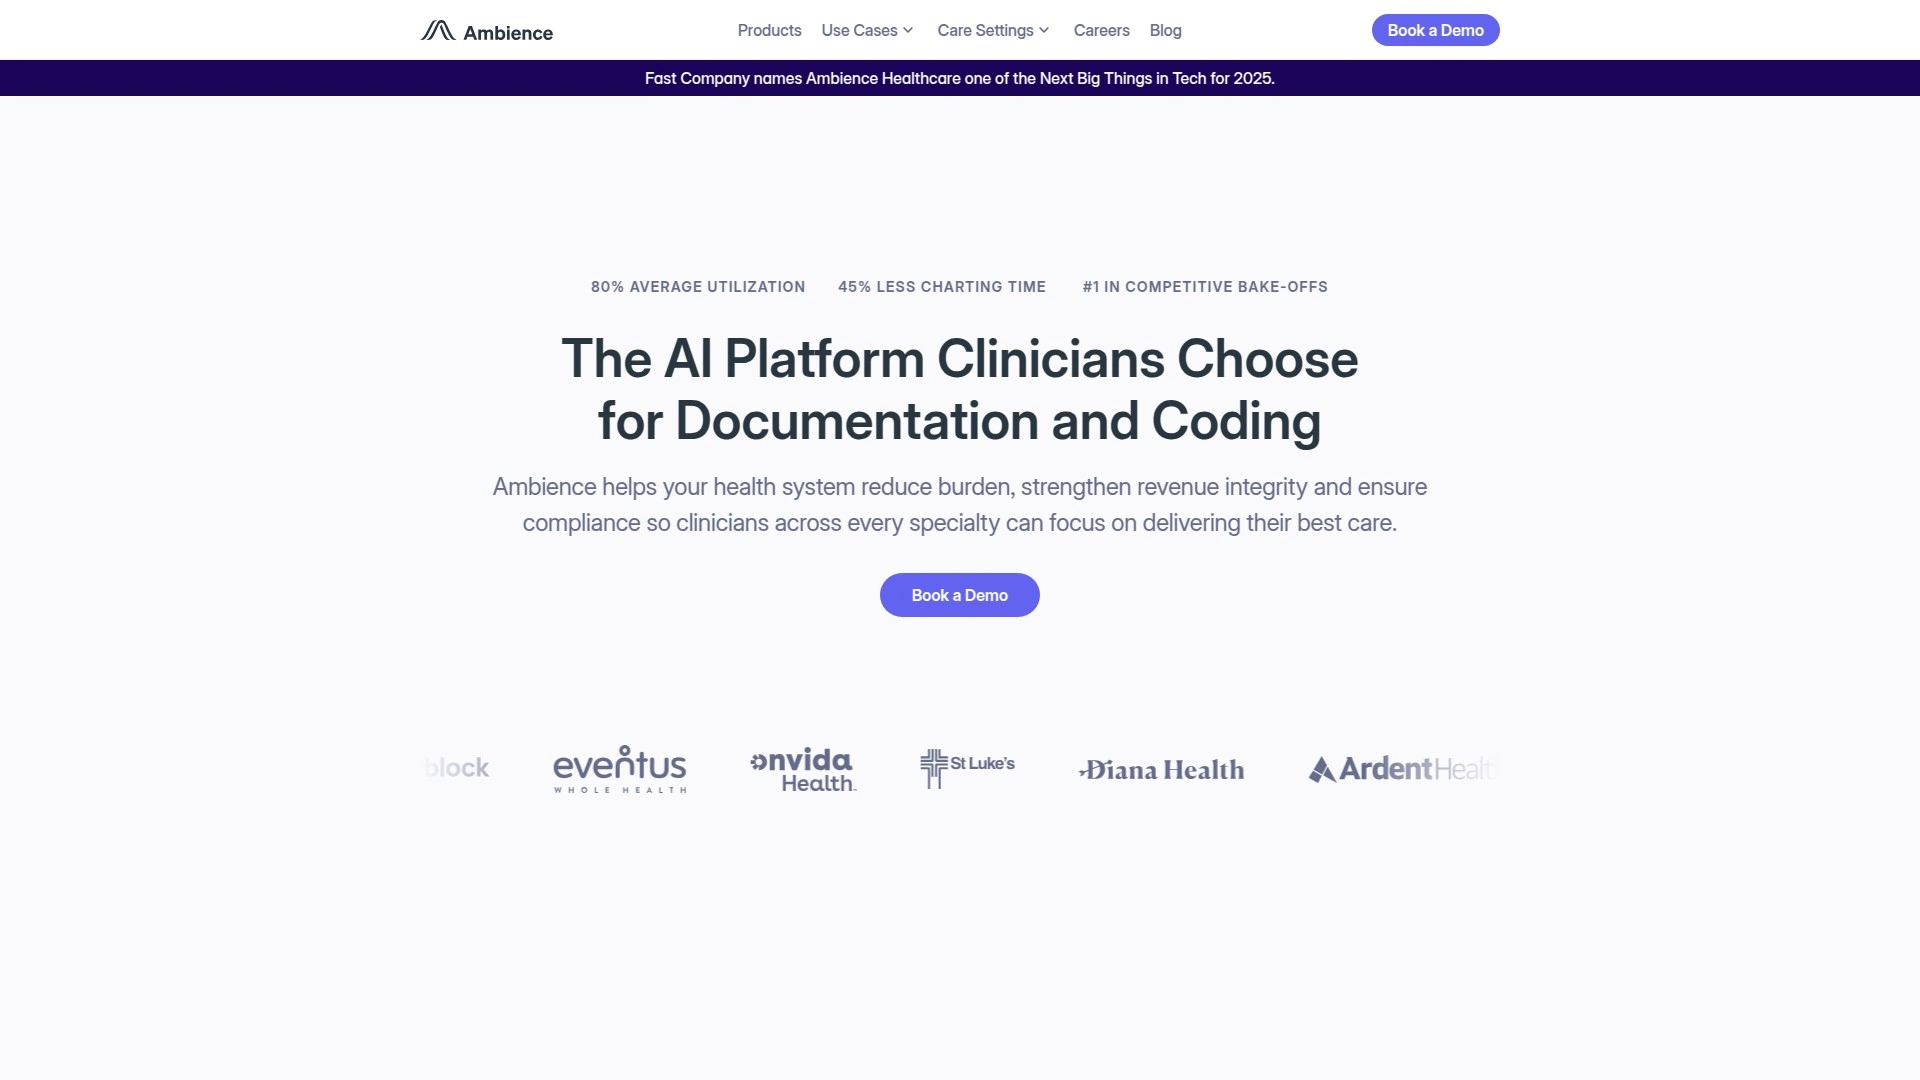 Ambience
Products Use Cases Care Settings Careers Blog
Book a Demo
Fast Company names Ambience Healthcare one of the Next Big Things in Tech for 2025.
80% AVERAGE UTILIZATION 45% LESS CHARTING TIME #1 IN COMPETITIVE BAKE-OFFS
The AI Platform Clinicians Choose
for Documentation and Coding
Ambience helps your health system reduce burden, strengthen revenue integrity and ensure
compliance so clinicians across every specialty can focus on delivering their best care.
Book a Demo
block
eventus
WHOLE HEALTH
onvida
Health
St Luke's
Diana Health
ArdentHealth